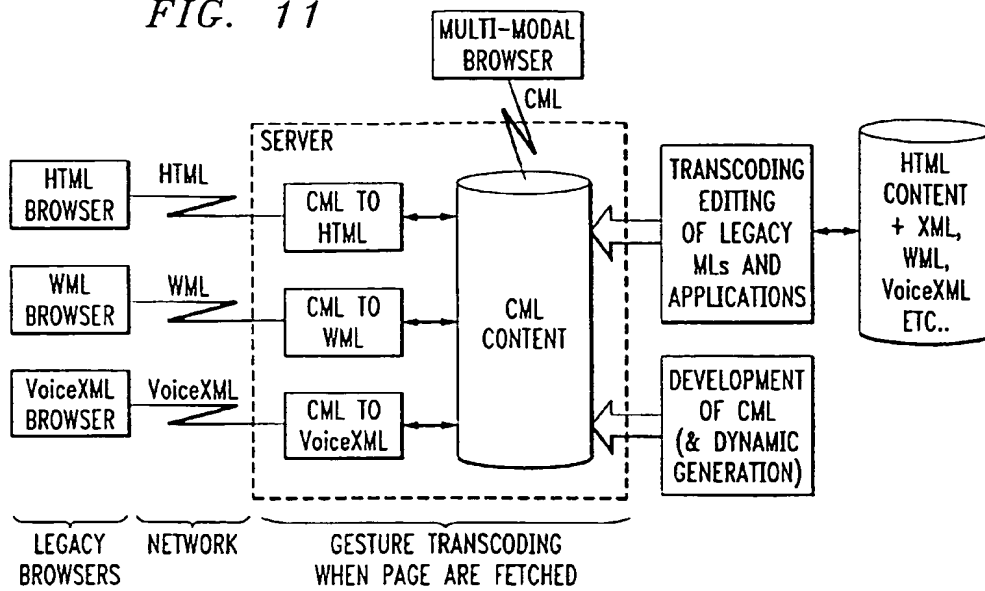 FIG. 11
MULTI-MODAL
BROWSER
CML
SERVER
HTML
BROWSER
HTML
CML TO
HTML
WML
BROWSER
WML
CML TO
WML
VoiceXML
BROWSER
VoiceXML
CML TO
VoiceXML
CML
CONTENT
TRANSCODING
EDITING
OF LEGACY
MLs AND
APPLICATIONS
HTML
CONTENT
+ XML,
WML,
VoiceXML
ETC..
DEVELOPMENT
OF CML
(& DYNAMIC
GENERATION)
LEGACY
BROWSERS
NETWORK
GESTURE TRANSCODING
WHEN PAGE ARE FETCHED